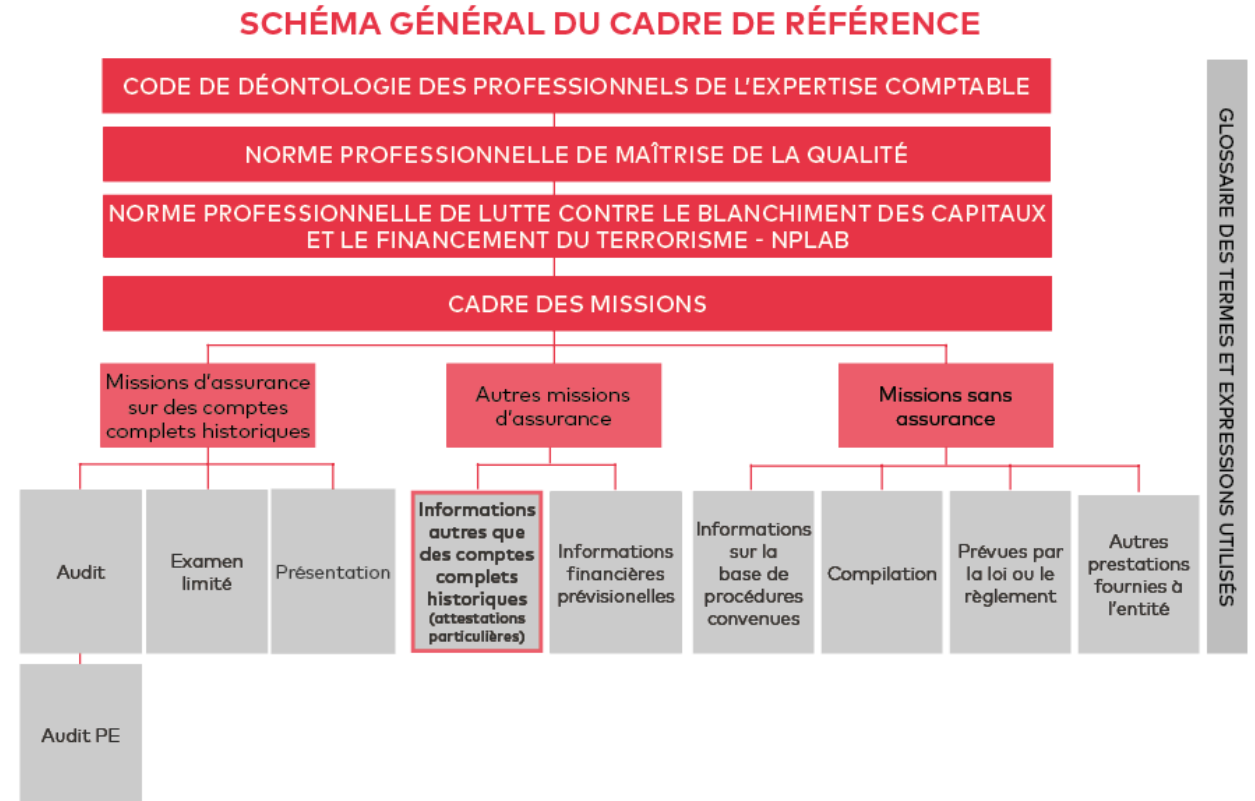 SCHÉMA GÉNÉRAL DU CADRE DE RÉFÉRENCE
CODE DE DÉONTOLOGIE DES PROFESSIONNELS DE L'EXPERTISE COMPTABLE
NORME PROFESSIONNELLE DE MAÎTRISE DE LA QUALITÉ
NORME PROFESSIONNELLE DE LUTTE CONTRE LE BLANCHIMENT DES CAPITAUX
ET LE FINANCEMENT DU TERRORISME - NPLAB
CADRE DES MISSIONS
Missions d'assurance
sur des comptes
complets historiques
Autres missions
d'assurance
Missions sans
assurance
Audit
Examen
limité
Présentation
Informations
autres que
des comptes
complets
historiques
(attestations
particulières)
Informations
financières
prévisionelles
Informations
sur la
base de
procédures
convenues
Compilation
Prévues par
la loi ou le
règlement
Autres
prestations
fournies à
l'entité
Audit PE
GLOSSAIRE DES TERMES ET EXPRESSIONS UTILISÉS